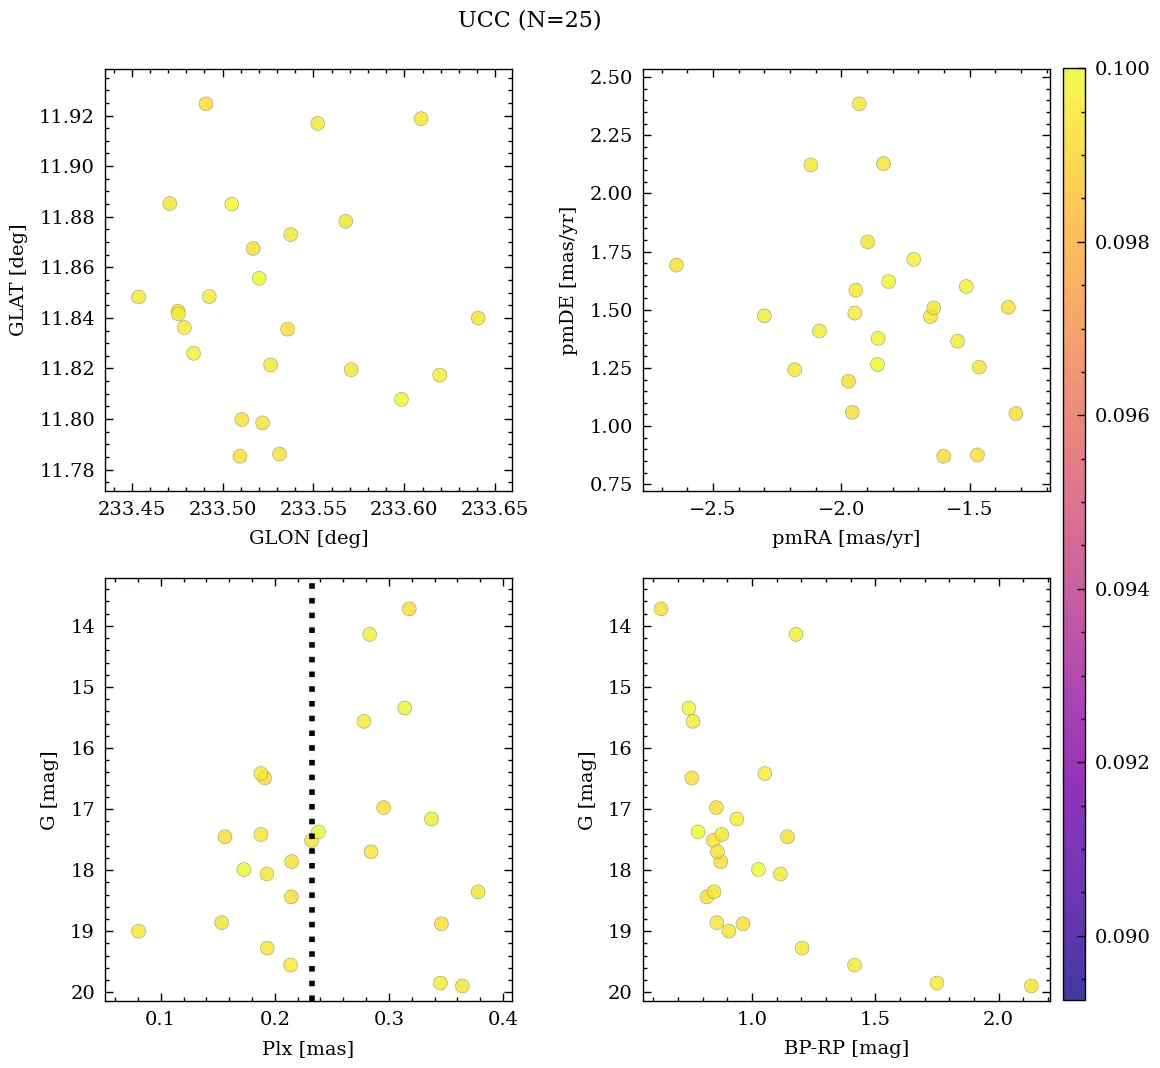 UCC (N=25)
11.92
11.90
11.88
11.86
11.84
11.82
11.80
11.78
GLAT [deg]
233.45 233.50 233.55 233.60 233.65
GLON [deg]
2.50
2.25
2.00
1.75
1.50
1.25
1.00
0.75
pmDE [mas/yr]
−2.5 −2.0 −1.5
pmRA [mas/yr]
14
15
16
17
18
19
20
G [mag]
0.1 0.2 0.3 0.4
Plx [mas]
14
15
16
17
18
19
20
G [mag]
1.0 1.5 2.0
BP-RP [mag]
0.100
0.098
0.096
0.094
0.092
0.090